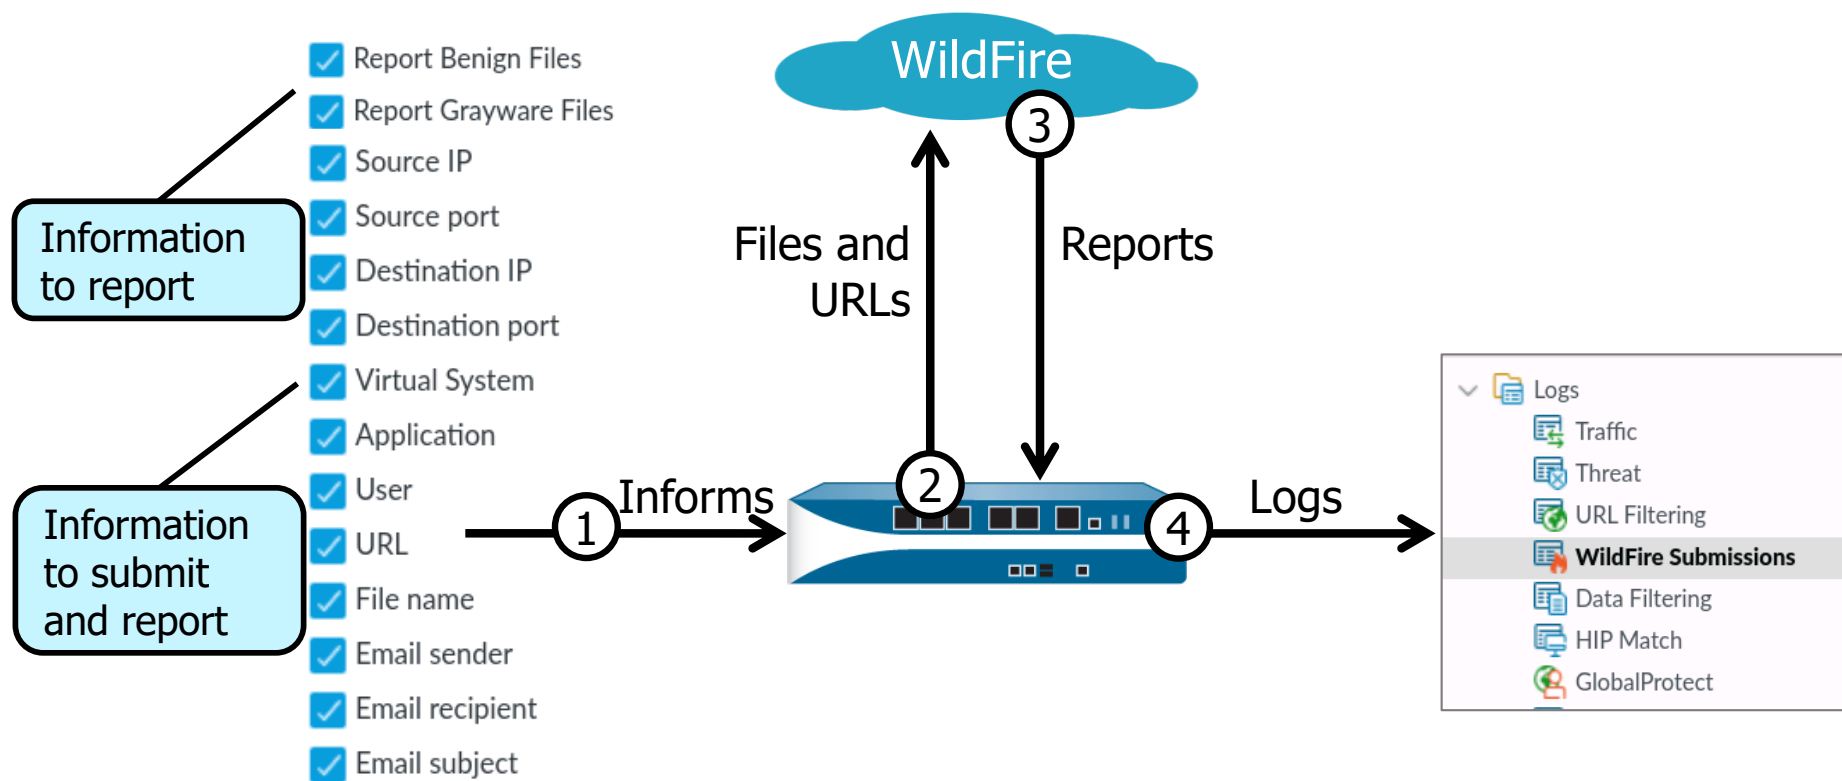 Report Benign Files
Report Grayware Files
Source IP
Source port
Destination IP
Destination port
Virtual System
Application
User
URL
File name
Email sender
Email recipient
Email subject
Information
to report
Information
to submit
and report
1
Informs
WildFire
3
Files and
URLs
Reports
2
4
Logs
Logs
Traffic
Threat
URL Filtering
WildFire Submissions
Data Filtering
HIP Match
GlobalProtect